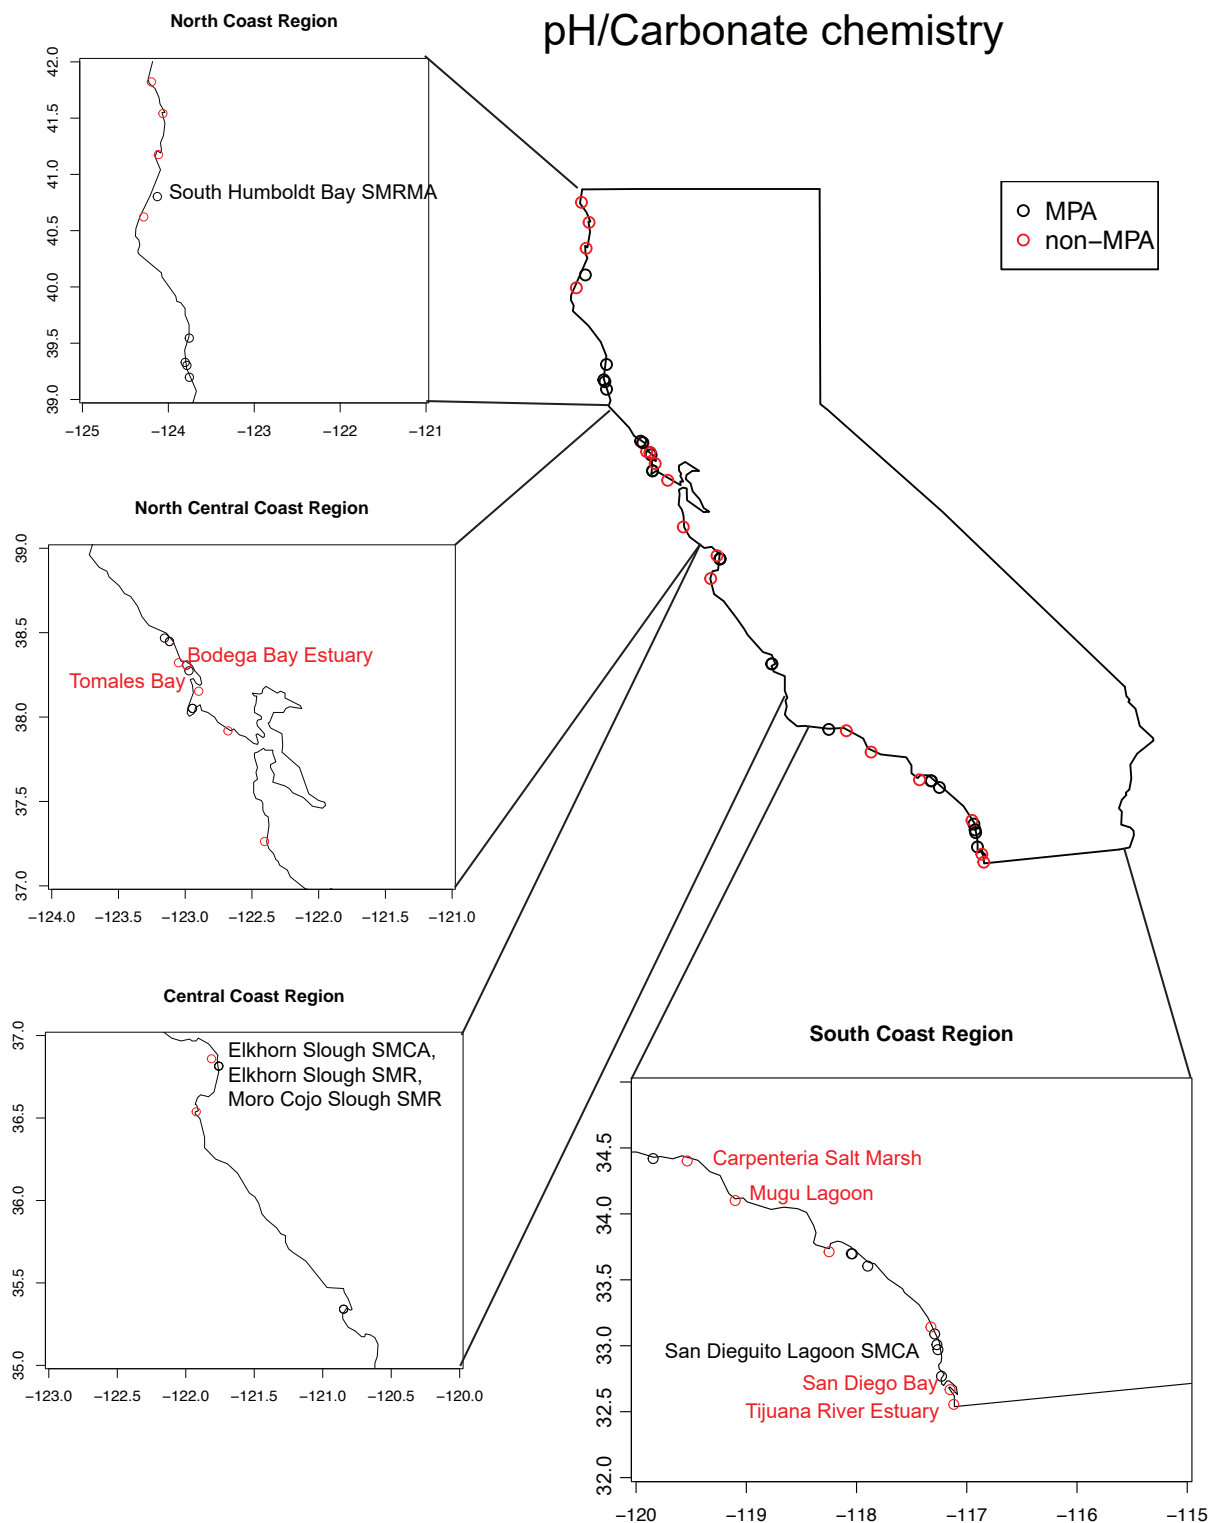 pH/Carbonate chemistry
North Coast Region
42.0
41.5
41.0
40.5
40.0
39.5
39.0
South Humboldt Bay SMRMA
−125
−124
−123
−122
−121
MPA
non−MPA
North Central Coast Region
39.0
38.5
38.0
37.5
37.0
Bodega Bay Estuary
Tomales Bay
−124.0
−123.5
−123.0
−122.5
−122.0
−121.5
−121.0
Central Coast Region
37.0
36.5
36.0
35.5
35.0
Elkhorn Slough SMCA,
Elkhorn Slough SMR,
Moro Cojo Slough SMR
−123.0
−122.5
−122.0
−121.5
−121.0
−120.5
−120.0
South Coast Region
34.5
34.0
33.5
33.0
32.5
32.0
Carpenteria Salt Marsh
Mugu Lagoon
San Dieguito Lagoon SMCA
San Diego Bay
Tijuana River Estuary
−120
−119
−118
−117
−116
−115